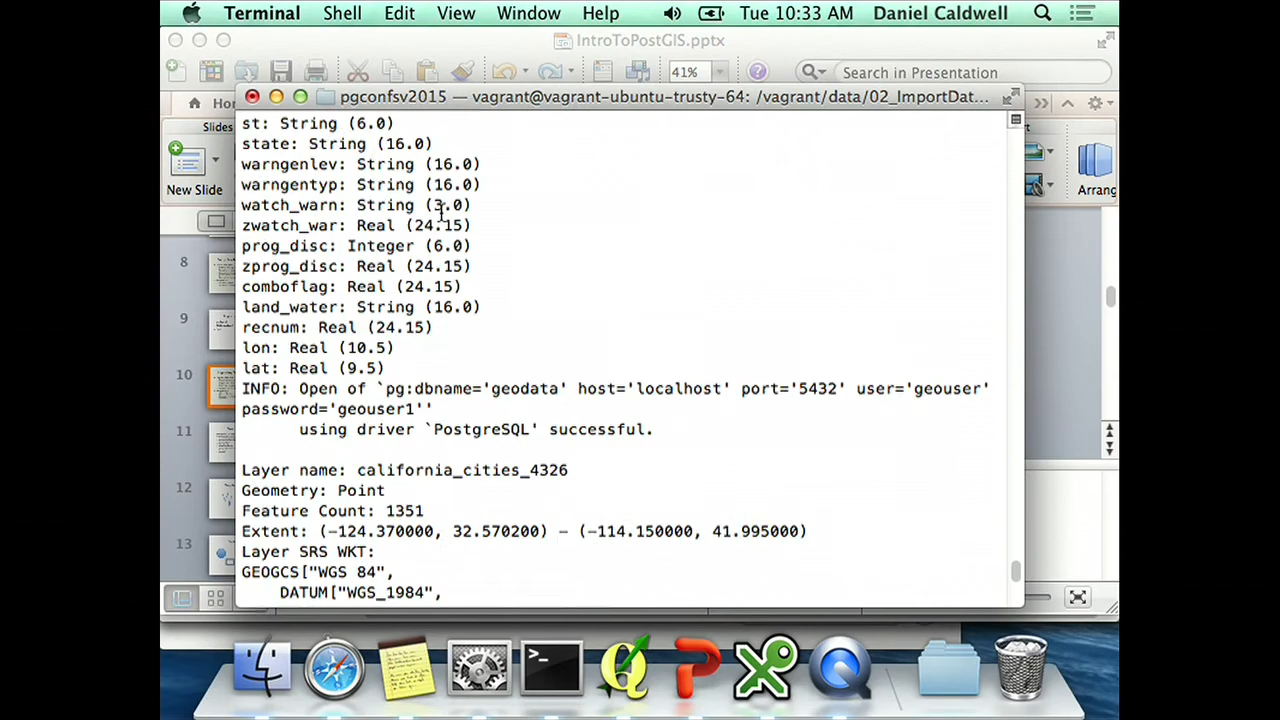 Terminal Shell Edit View Window Help Tue 10:33 AM Daniel Caldwell
IntroToPostGIS.pptx
41% Search in Presentation
pgconfsv2015 — vagrant@vagrant-ubuntu-trusty-64: /vagrant/data/02_ImportDat...
Slides
New Slide
Arrang
8
9
10
11
12
13
st: String (6.0)
state: String (16.0)
warngenlev: String (16.0)
warngentyp: String (16.0)
watch_warn: String (3.0)
zwatch_war: Real (24.15)
prog_disc: Integer (6.0)
zprog_disc: Real (24.15)
comboflag: Real (24.15)
land_water: String (16.0)
recnum: Real (24.15)
lon: Real (10.5)
lat: Real (9.5)
INFO: Open of `pg:dbname='geodata' host='localhost' port='5432' user='geouser'
password='geouser1''
using driver `PostgreSQL' successful.
Layer name: california_cities_4326
Geometry: Point
Feature Count: 1351
Extent: (-124.370000, 32.570200) - (-114.150000, 41.995000)
Layer SRS WKT:
GEOGCS["WGS 84",
DATUM["WGS_1984",